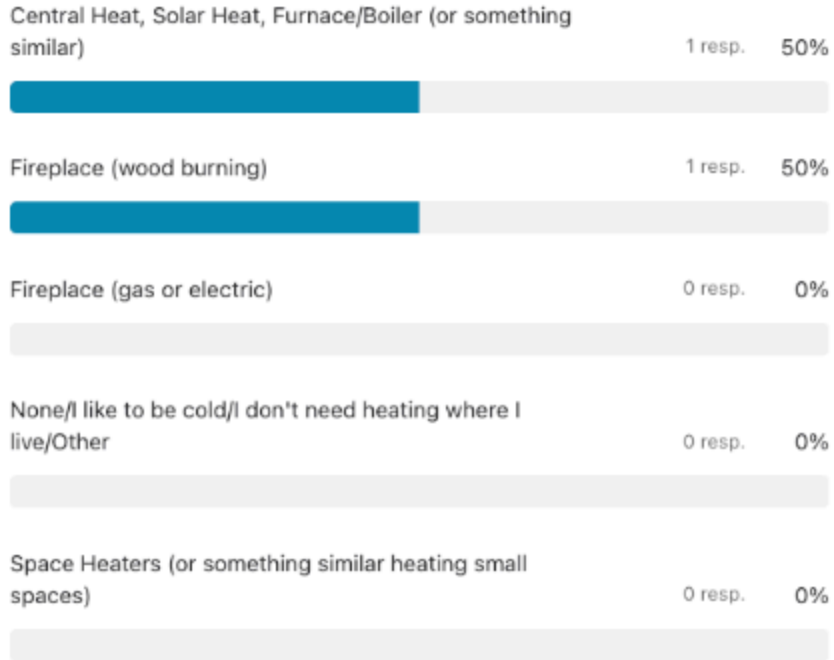 Central Heat, Solar Heat, Furnace/Boiler (or something
similar) 1 resp. 50%
Fireplace (wood burning) 1 resp. 50%
Fireplace (gas or electric) 0 resp. 0%
None/I like to be cold/I don't need heating where I
live/Other 0 resp. 0%
Space Heaters (or something similar heating small
spaces) 0 resp. 0%